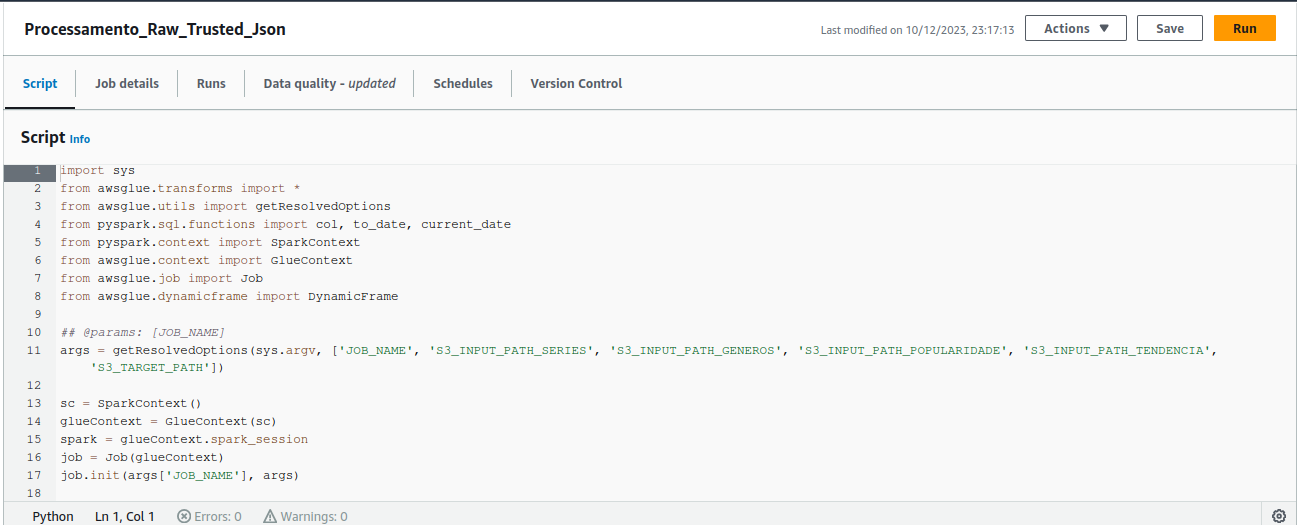 Processamento_Raw_Trusted_Json
Last modified on 10/12/2023, 23:17:13
Actions ▼
Save
Run
Script
Job details
Runs
Data quality - updated
Schedules
Version Control
Script Info
1 import sys
2 from awsglue.transforms import *
3 from awsglue.utils import getResolvedOptions
4 from pyspark.sql.functions import col, to_date, current_date
5 from pyspark.context import SparkContext
6 from awsglue.context import GlueContext
7 from awsglue.job import Job
8 from awsglue.dynamicframe import DynamicFrame
9
10 ## @params: [JOB_NAME]
11 args = getResolvedOptions(sys.argv, ['JOB_NAME', 'S3_INPUT_PATH_SERIES', 'S3_INPUT_PATH_GENEROS', 'S3_INPUT_PATH_POPULARIDADE', 'S3_INPUT_PATH_TENDENCIA',
'S3_TARGET_PATH'])
12
13 sc = SparkContext()
14 glueContext = GlueContext(sc)
15 spark = glueContext.spark_session
16 job = Job(glueContext)
17 job.init(args['JOB_NAME'], args)
18
Python Ln 1, Col 1 Errors: 0 Warnings: 0